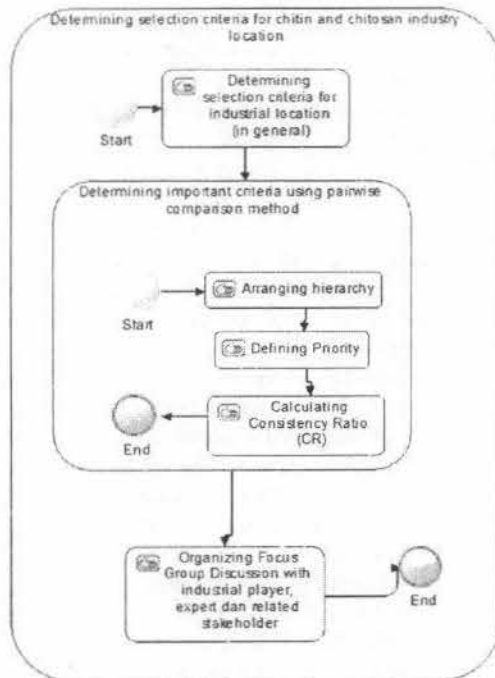 Determining selection criteria for chitin and chitosan industry
location
Determining
selection criteria for
industrial location
(in general)
Start
Determining important criteria using pairwise
comparison method
Start
Arranging hierarchy
Defining Priority
Calculating
Consistency Ratio
(CR)
End
Organizing Focus
Group Discussion with
industrial player,
expert dan related
stakeholder
End